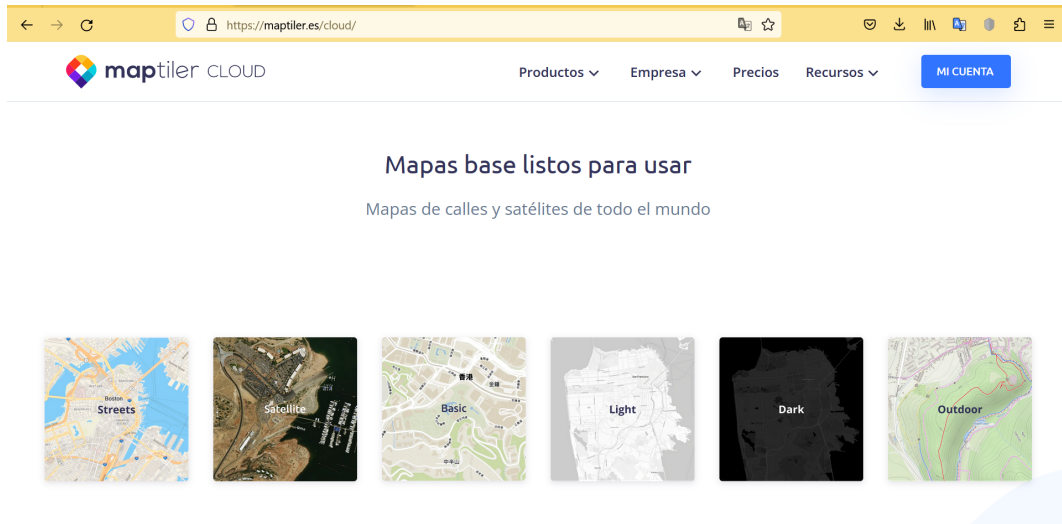 https://maptiler.es/cloud/
maptiler CLOUD
Productos Empresa Precios Recursos MI CUENTA
Mapas base listos para usar
Mapas de calles y satélites de todo el mundo
Boston
Streets
Satellite
香港
Basic
Light
Dark
Outdoor